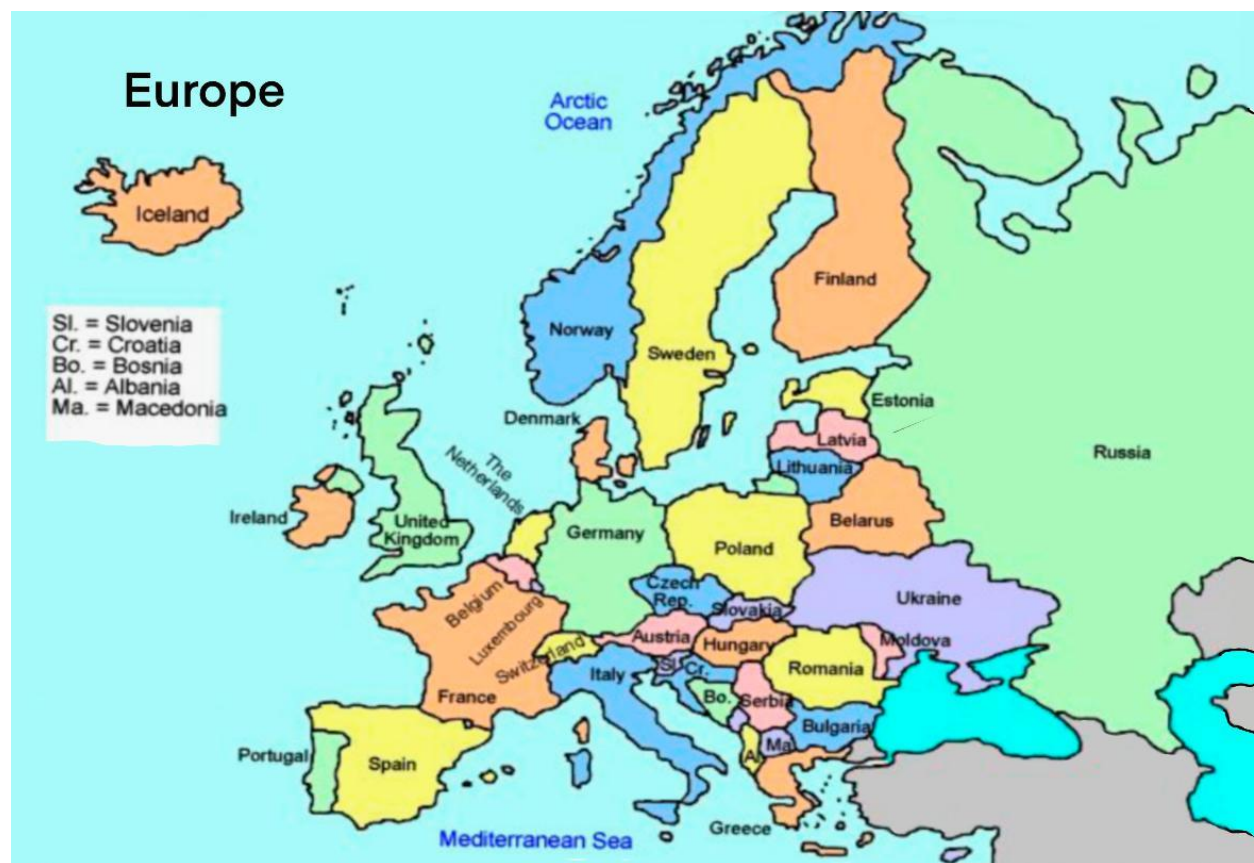 Europe
Arctic
Ocean
Iceland
Sl. = Slovenia
Cr. = Croatia
Bo. = Bosnia
Al. = Albania
Ma. = Macedonia
Finland
Norway
Sweden
Denmark
Estonia
Latvia
Russia
The
Netherlands
Lithuania
Ireland
United
Kingdom
Germany
Poland
Belarus
Belgium
Czech
Rep.
Slovakia
Ukraine
Luxembourg
Switzerland
Austria
Hungary
Moldova
France
Italy
Sl.
Cr.
Romania
Bo.
Serbia
Bulgaria
Portugal
Spain
Ma
Al.
Greece
Mediterranean Sea